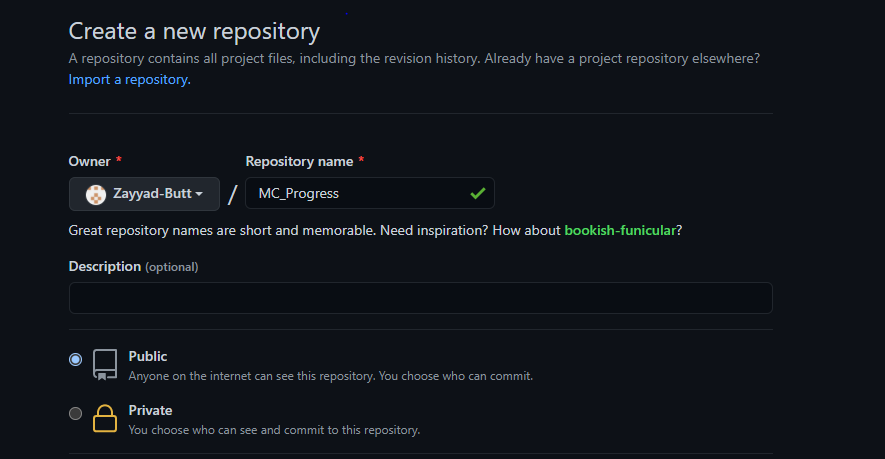 Create a new repository
A repository contains all project files, including the revision history. Already have a project repository elsewhere?
Import a repository.
Owner * Repository name *
Zayyad-Butt / MC_Progress
Great repository names are short and memorable. Need inspiration? How about bookish-funicular?
Description (optional)
Public
Anyone on the internet can see this repository. You choose who can commit.
Private
You choose who can see and commit to this repository.